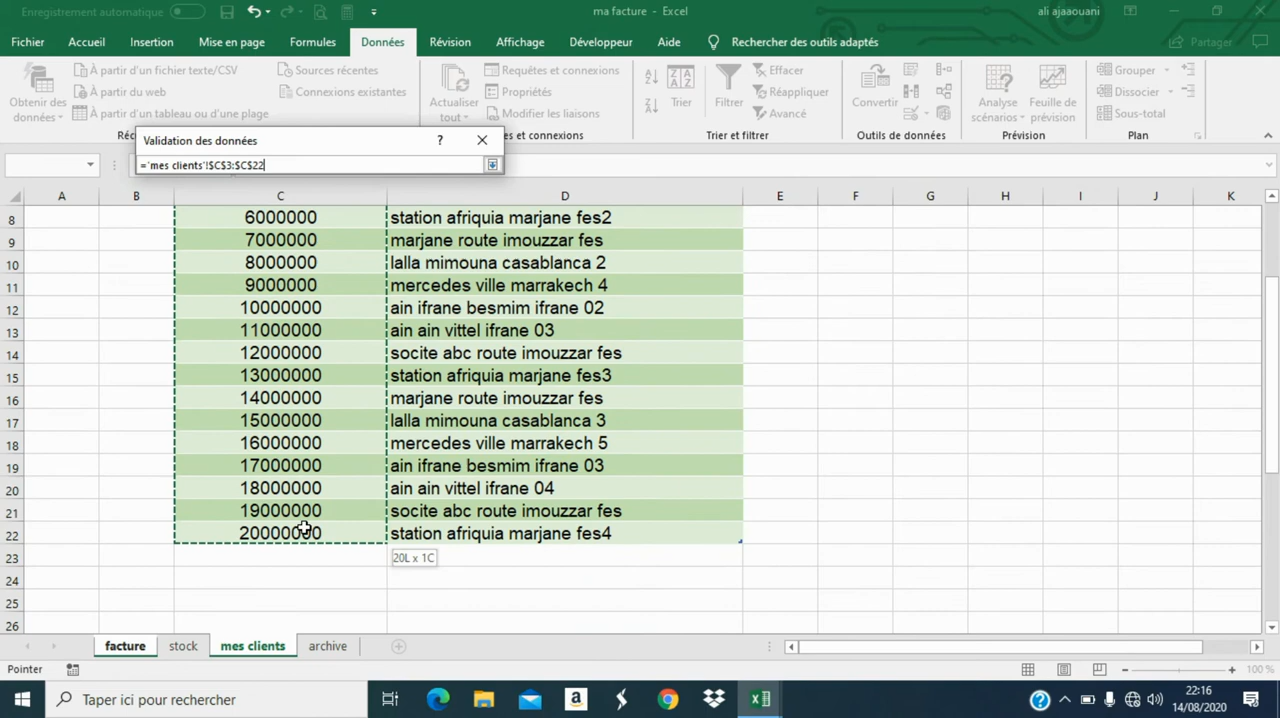 Enregistrement automatique
ma facture - Excel
ali ajaaouani
Fichier Accueil Insertion Mise en page Formules Données Révision Affichage Développeur Aide Rechercher des outils adaptés Partager
Obtenir des données
À partir d'un fichier texte/CSV
À partir du web
À partir d'un tableau ou d'une plage
Sources récentes
Connexions existantes
Actualiser tout
Requêtes et connexions
Propriétés
Modifier les liaisons
Trier
Filtrer
Effacer
Réappliquer
Avancé
Convertir
Analyse scénarios
Feuille de prévision
Grouper
Dissocier
Sous-total
et connexions Trier et filtrer Outils de données Prévision Plan
Validation des données ?
='mes clients'!$C$3:$C$22
A B C D E F G H I J K
8 6000000 station afriquia marjane fes2
9 7000000 marjane route imouzzar fes
10 8000000 lalla mimouna casablanca 2
11 9000000 mercedes ville marrakech 4
12 10000000 ain ifrane besmim ifrane 02
13 11000000 ain ain vittel ifrane 03
14 12000000 socite abc route imouzzar fes
15 13000000 station afriquia marjane fes3
16 14000000 marjane route imouzzar fes
17 15000000 lalla mimouna casablanca 3
18 16000000 mercedes ville marrakech 5
19 17000000 ain ifrane besmim ifrane 03
20 18000000 ain ain vittel ifrane 04
21 19000000 socite abc route imouzzar fes
22 20000000 station afriquia marjane fes4
23 20L x 1C
24
25
26
facture stock mes clients archive
Pointer 100 %
Taper ici pour rechercher
22:16
14/08/2020